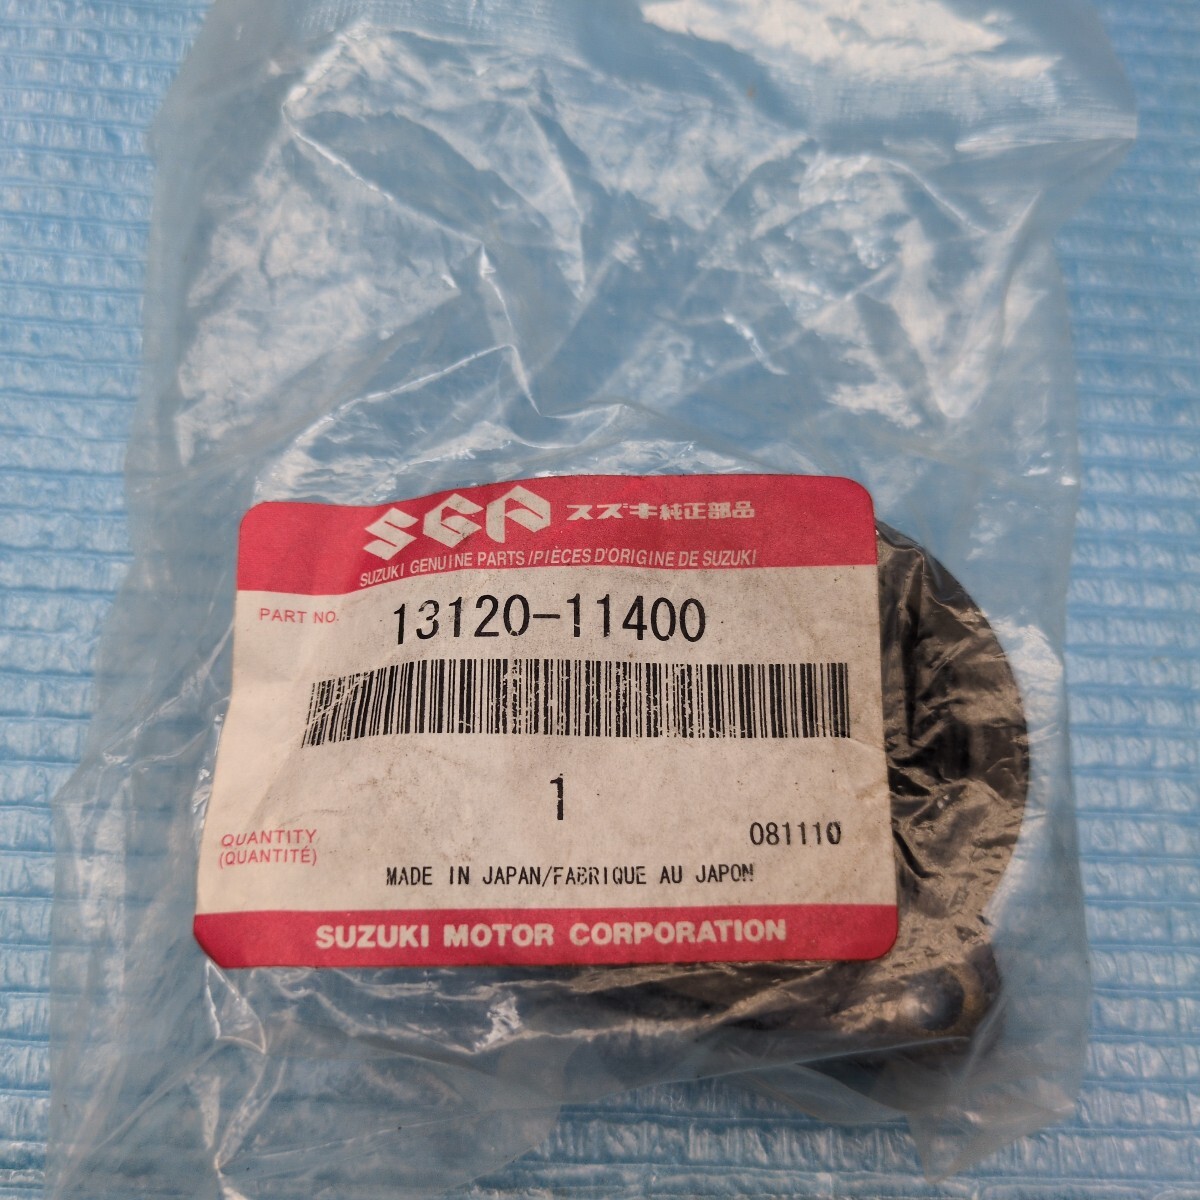 SGP スズキ純正部品
SUZUKI GENUINE PARTS/PIÈCES D'ORIGINE DE SUZUKI
PART NO. 13120-11400
1
QUANTITY
(QUANTITÉ)
081110
MADE IN JAPAN/FABRIQUE AU JAPON
SUZUKI MOTOR CORPORATION